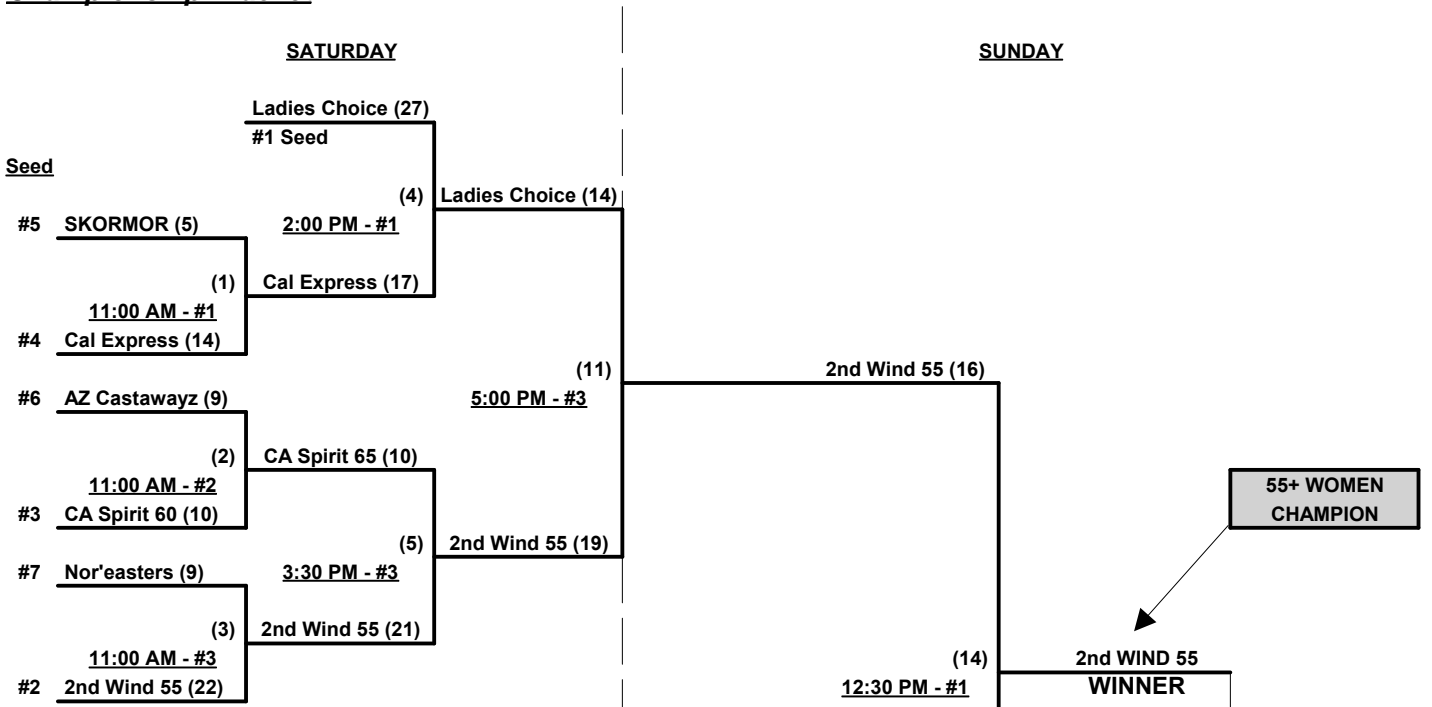 SATURDAY
SUNDAY
Ladies Choice (27)
#1 Seed
Seed
(4) Ladies Choice (14)
#5 SKORMOR (5) 2:00 PM - #1
(1) Cal Express (17)
11:00 AM - #1
#4 Cal Express (14)
(11) 2nd Wind 55 (16)
#6 AZ Castawayz (9) 5:00 PM - #3
(2) CA Spirit 65 (10)
11:00 AM - #2 55+ WOMEN
#3 CA Spirit 60 (10) CHAMPION
(5) 2nd Wind 55 (19)
#7 Nor'easters (9) 3:30 PM - #3
(3) 2nd Wind 55 (21)
11:00 AM - #3 (14) 2nd WIND 55
#2 2nd Wind 55 (22) 12:30 PM - #1 WINNER